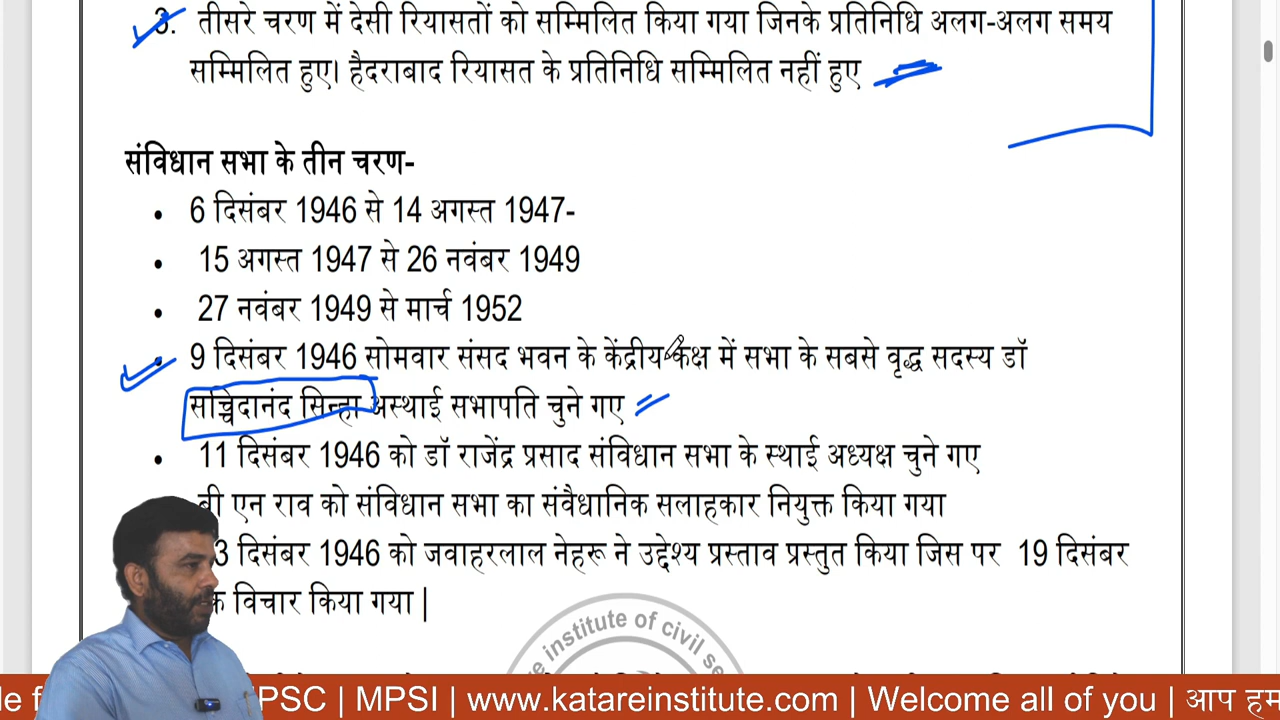 3. तीसरे चरण में देसी रियासतों को सम्मिलित किया गया जिनके प्रतिनिधि अलग-अलग समय
सम्मिलित हुए। हैदराबाद रियासत के प्रतिनिधि सम्मिलित नहीं हुए
संविधान सभा के तीन चरण-
• 6 दिसंबर 1946 से 14 अगस्त 1947-
• 15 अगस्त 1947 से 26 नवंबर 1949
• 27 नवंबर 1949 से मार्च 1952
• 9 दिसंबर 1946 सोमवार संसद भवन के केंद्रीय कक्ष में सभा के सबसे वृद्ध सदस्य डॉ
सच्चिदानंद सिन्हा अस्थाई सभापति चुने गए
• 11 दिसंबर 1946 को डॉ राजेंद्र प्रसाद संविधान सभा के स्थाई अध्यक्ष चुने गए
बी एन राव को संविधान सभा का संवैधानिक सलाहकार नियुक्त किया गया
3 दिसंबर 1946 को जवाहरलाल नेहरू ने उद्देश्य प्रस्ताव प्रस्तुत किया जिस पर 19 दिसंबर
विचार किया गया |
institute of civil se
PSC | MPSI | www.katareinstitute.com | Welcome all of you | आप हम